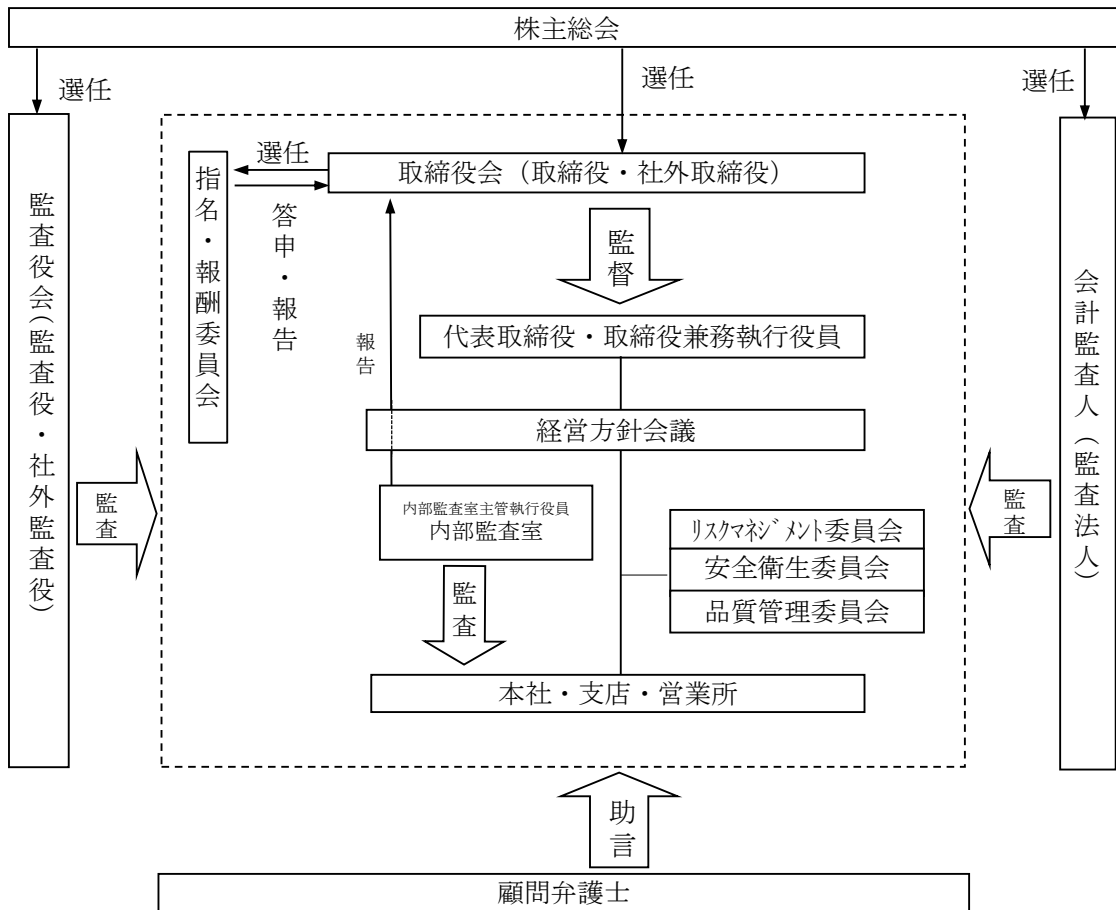 株主総会
選任
選任
選任
選任
取締役会（取締役・社外取締役）
指名・報酬委員会
答申・報告
監督
監査役会（監査役・社外監査役）
会計監査人（監査法人）
代表取締役・取締役兼務執行役員
報告
経営方針会議
監査
監査
内部監査室主管執行役員
内部監査室
リスクマネジメント委員会
安全衛生委員会
品質管理委員会
監査
本社・支店・営業所
助言
顧問弁護士